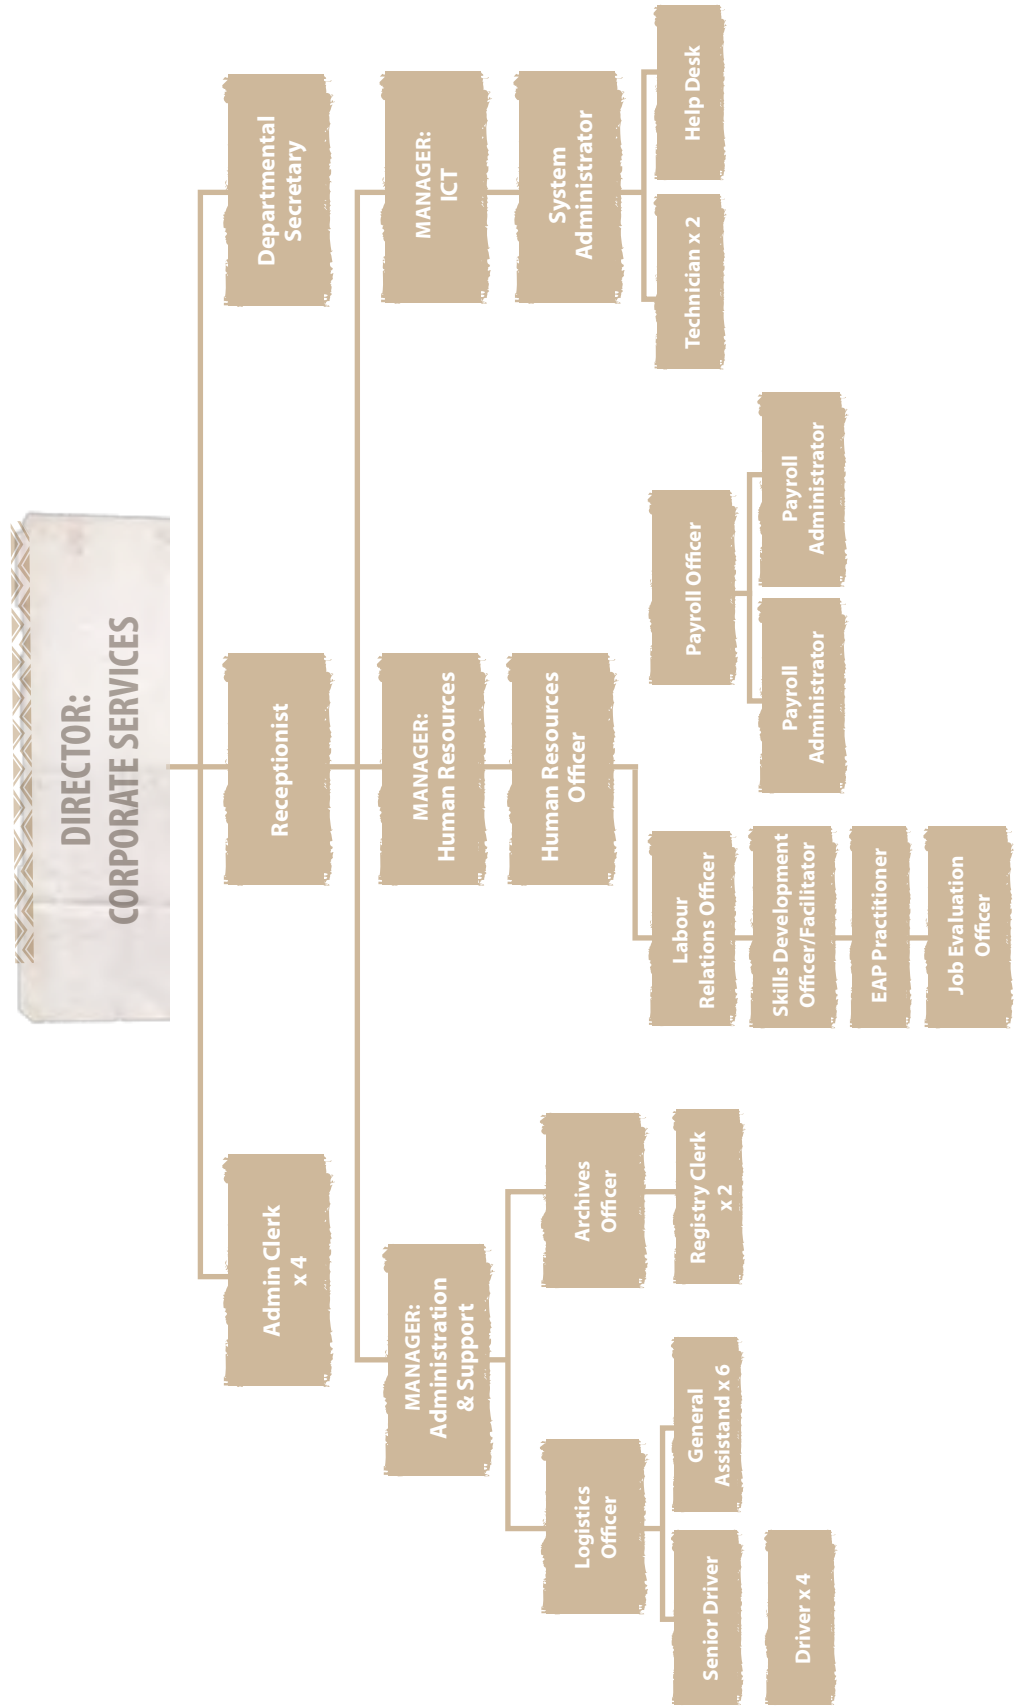 DIRECTOR:
CORPORATE SERVICES
Admin Clerk
x 4
Receptionist
Departmental
Secretary
MANAGER:
Administration
& Support
MANAGER:
Human Resources
MANAGER:
ICT
Logistics
Officer
Archives
Officer
Human Resources
Officer
System
Administrator
Senior Driver
General
Assistand x 6
Registry Clerk
x 2
Labour
Relations Officer
Payroll Officer
Technician x 2
Help Desk
Driver x 4
Skills Development
Officer/Facilitator
Payroll
Administrator
Payroll
Administrator
EAP Practitioner
Job Evaluation
Officer